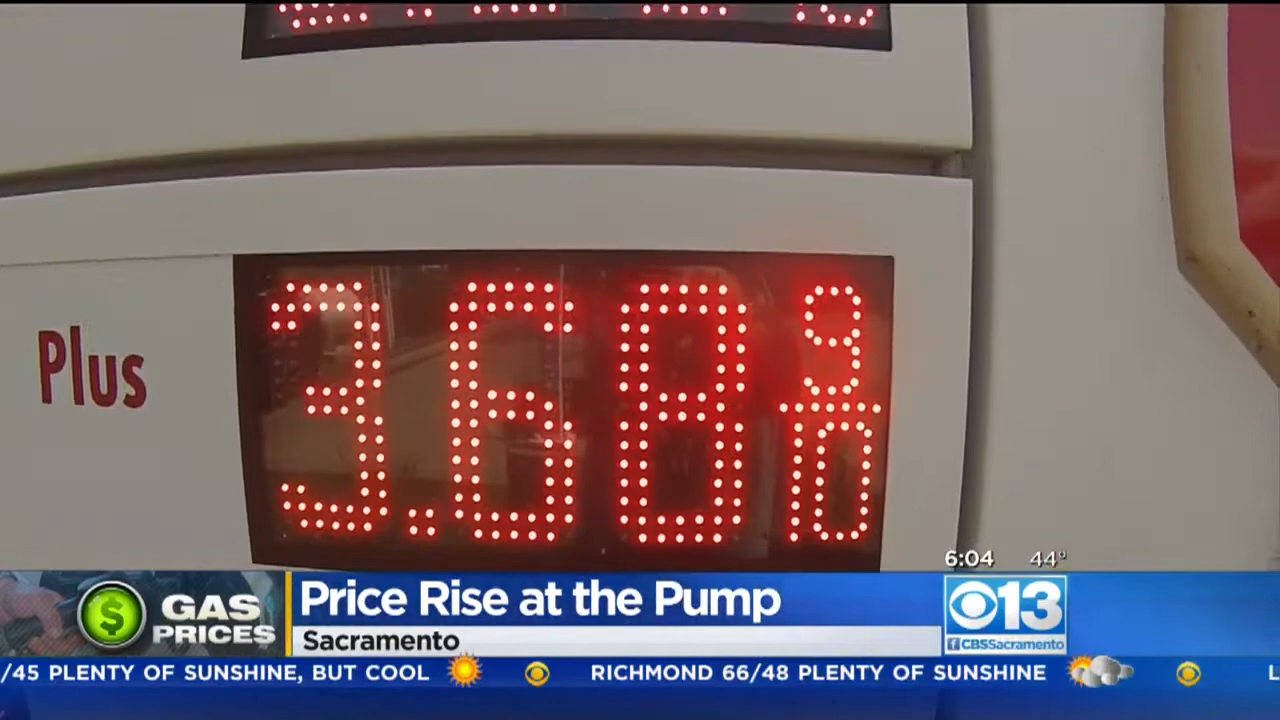 Plus
3.68 9/10
6:04 44°
GAS
PRICES
Price Rise at the Pump
Sacramento
13
f CBSSacramento
/45 PLENTY OF SUNSHINE, BUT COOL RICHMOND 66/48 PLENTY OF SUNSHINE